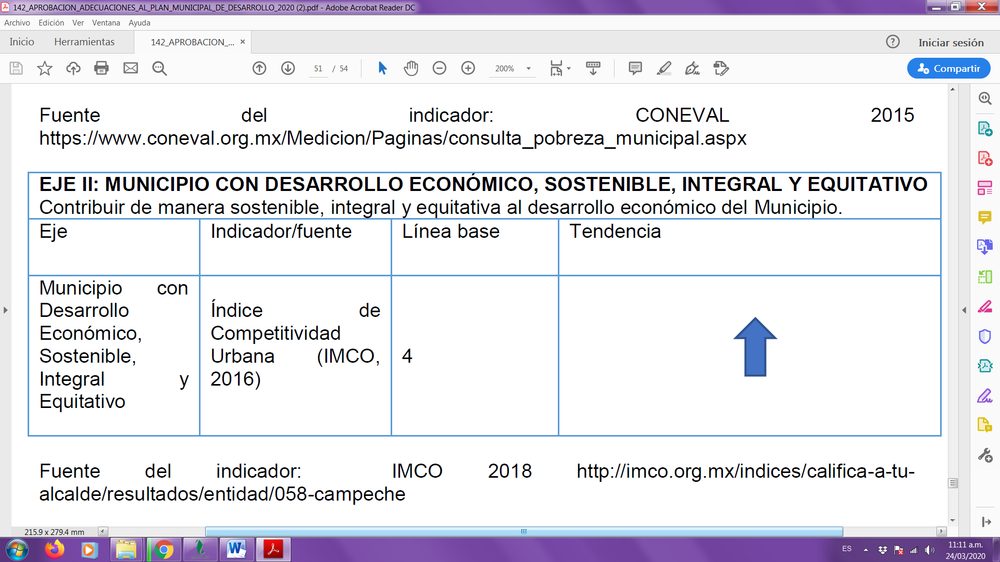 142_APROBACION_ADECUACIONES_AL_PLAN_MUNICIPAL_DE_DESARROLLO_2020 (2).pdf - Adobe Acrobat Reader DC
Archivo Edición Ver Ventana Ayuda
Inicio Herramientas 142_APROBACION_... × Iniciar sesión
51 / 54 200% Compartir
Fuente del indicador: CONEVAL 2015
https://www.coneval.org.mx/Medicion/Paginas/consulta_pobreza_municipal.aspx
EJE II: MUNICIPIO CON DESARROLLO ECONÓMICO, SOSTENIBLE, INTEGRAL Y EQUITATIVO
Contribuir de manera sostenible, integral y equitativa al desarrollo económico del Municipio.
Eje Indicador/fuente Línea base Tendencia
Municipio con
Desarrollo
Económico,
Sostenible,
Integral y
Equitativo
Índice de
Competitividad
Urbana (IMCO,
2016)
4
Fuente del indicador: IMCO 2018 http://imco.org.mx/indices/califica-a-tu-
alcalde/resultados/entidad/058-campeche
215.9 x 279.4 mm
ES
11:11 a.m.
24/03/2020